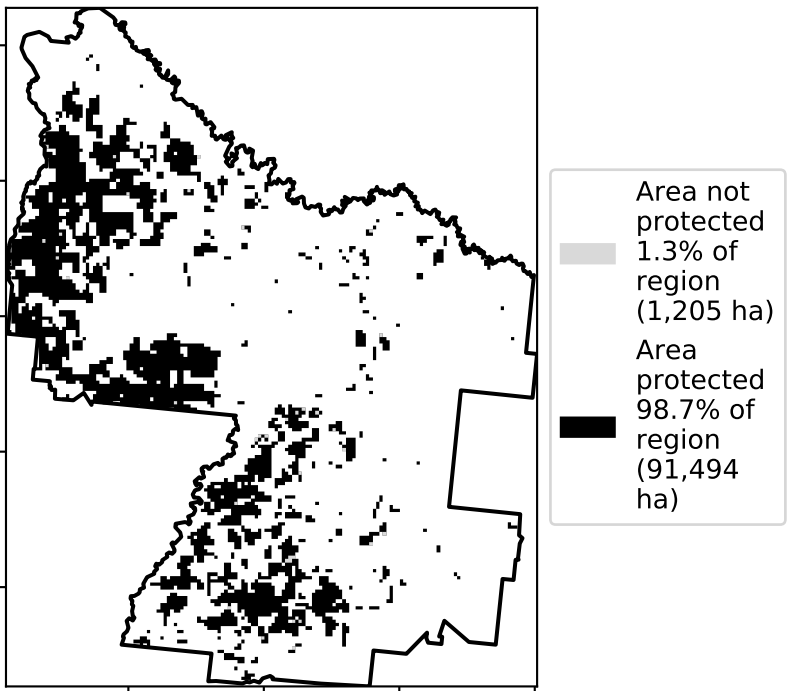 Area not
protected
1.3% of
region
(1,205 ha)
Area
protected
98.7% of
region
(91,494
ha)